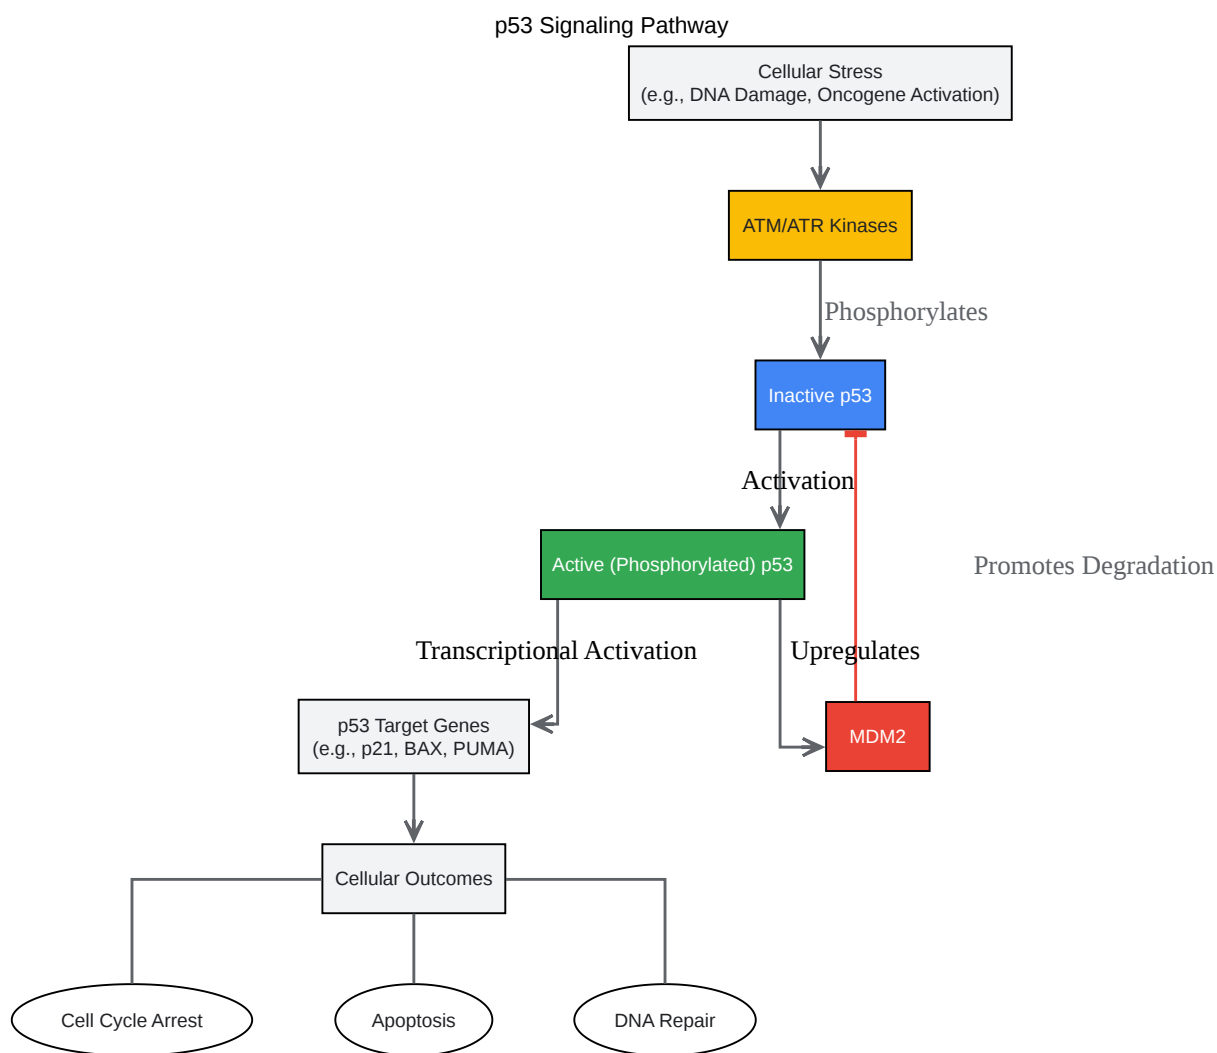 p53 Signaling Pathway
Cellular Stress
(e.g., DNA Damage, Oncogene Activation)
ATM/ATR Kinases
Phosphorylates
Inactive p53
Activation
Active (Phosphorylated) p53
Promotes Degradation
Transcriptional Activation
Upregulates
p53 Target Genes
(e.g., p21, BAX, PUMA)
MDM2
Cellular Outcomes
Cell Cycle Arrest
Apoptosis
DNA Repair